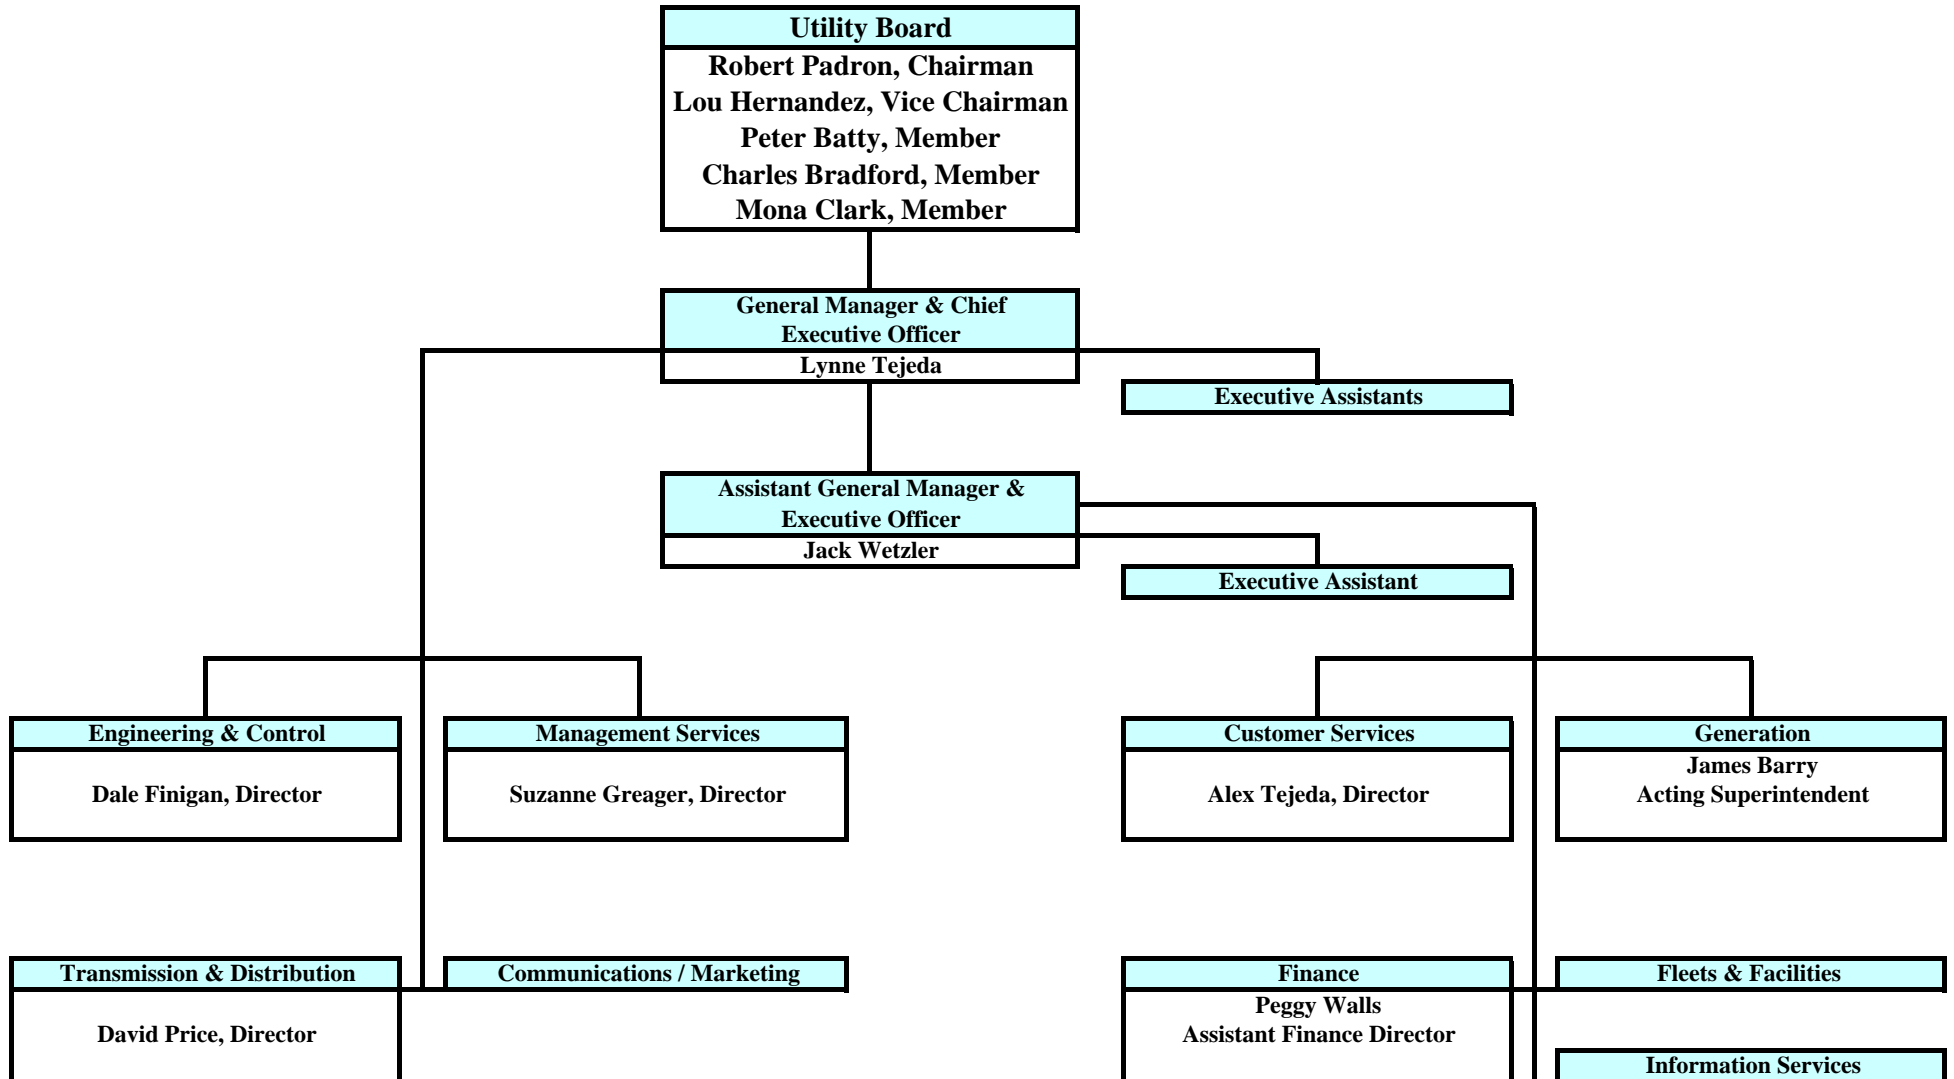 Utility Board
Robert Padron, Chairman
Lou Hernandez, Vice Chairman
Peter Batty, Member
Charles Bradford, Member
Mona Clark, Member
General Manager & Chief
Executive Officer
Lynne Tejeda
Executive Assistants
Assistant General Manager &
Executive Officer
Jack Wetzler
Executive Assistant
Engineering & Control
Dale Finigan, Director
Management Services
Suzanne Greager, Director
Customer Services
Alex Tejeda, Director
Generation
James Barry
Acting Superintendent
Transmission & Distribution
David Price, Director
Communications / Marketing
Finance
Peggy Walls
Assistant Finance Director
Fleets & Facilities
Information Services